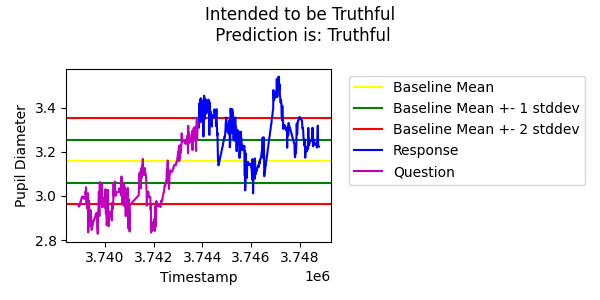 Intended to be Truthful
Prediction is: Truthful
Pupil Diameter
3.4
3.2
3.0
2.8
3.740 3.742 3.744 3.746 3.748
1e6
Timestamp
Baseline Mean
Baseline Mean +- 1 stddev
Baseline Mean +- 2 stddev
Response
Question